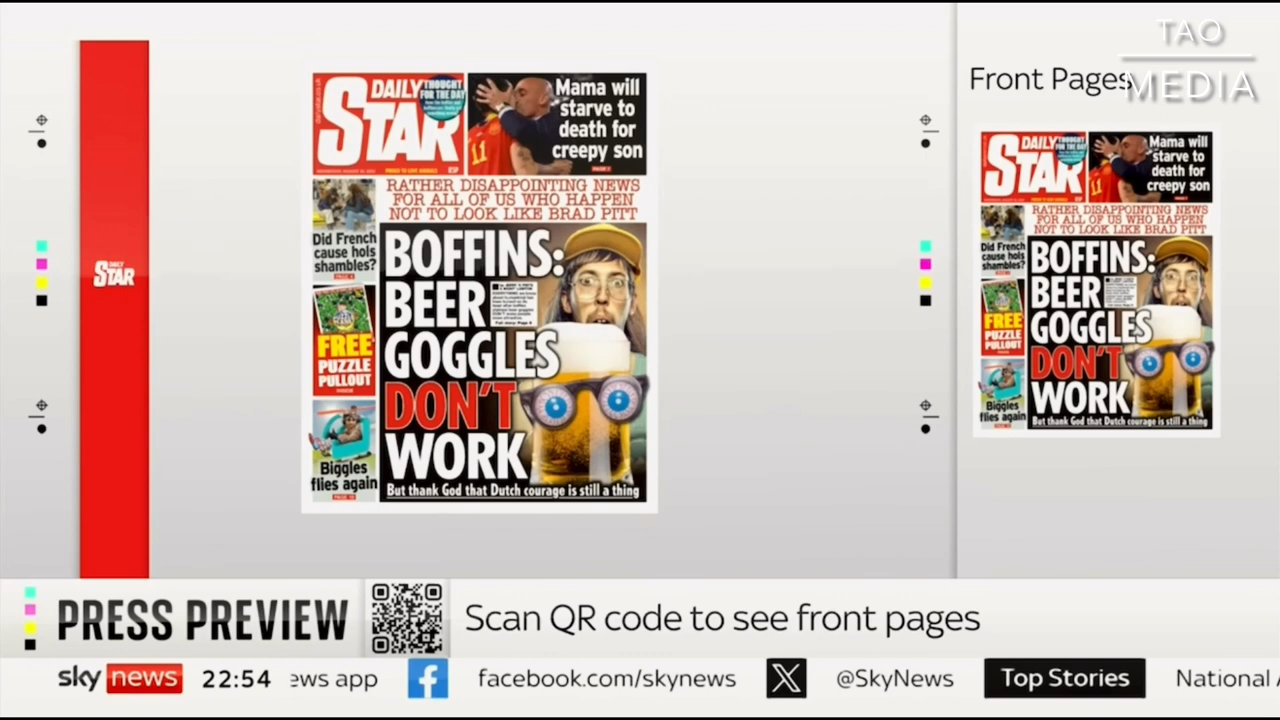 TAO
MEDIA
Front Pages
DAILY
STAR
THOUGHT
FOR THE DAY
Mama will
starve to
death for
creepy son
RATHER DISAPPOINTING NEWS
FOR ALL OF US WHO HAPPEN
NOT TO LOOK LIKE BRAD PITT
Did French
cause hols
shambles?
FREE
PUZZLE
PULLOUT
Biggles
flies again
BOFFINS:
BEER
GOGGLES
DON'T
WORK
But thank God that Dutch courage is still a thing
DAILY
STAR
DAILY
STAR
THOUGHT
FOR THE DAY
Mama will
starve to
death for
creepy son
RATHER DISAPPOINTING NEWS
FOR ALL OF US WHO HAPPEN
NOT TO LOOK LIKE BRAD PITT
Did French
cause hols
shambles?
FREE
PUZZLE
PULLOUT
Biggles
flies again
BOFFINS:
BEER
GOGGLES
DON'T
WORK
But thank God that Dutch courage is still a thing
PRESS PREVIEW
Scan QR code to see front pages
sky news 22:54 ews app facebook.com/skynews @SkyNews Top Stories National